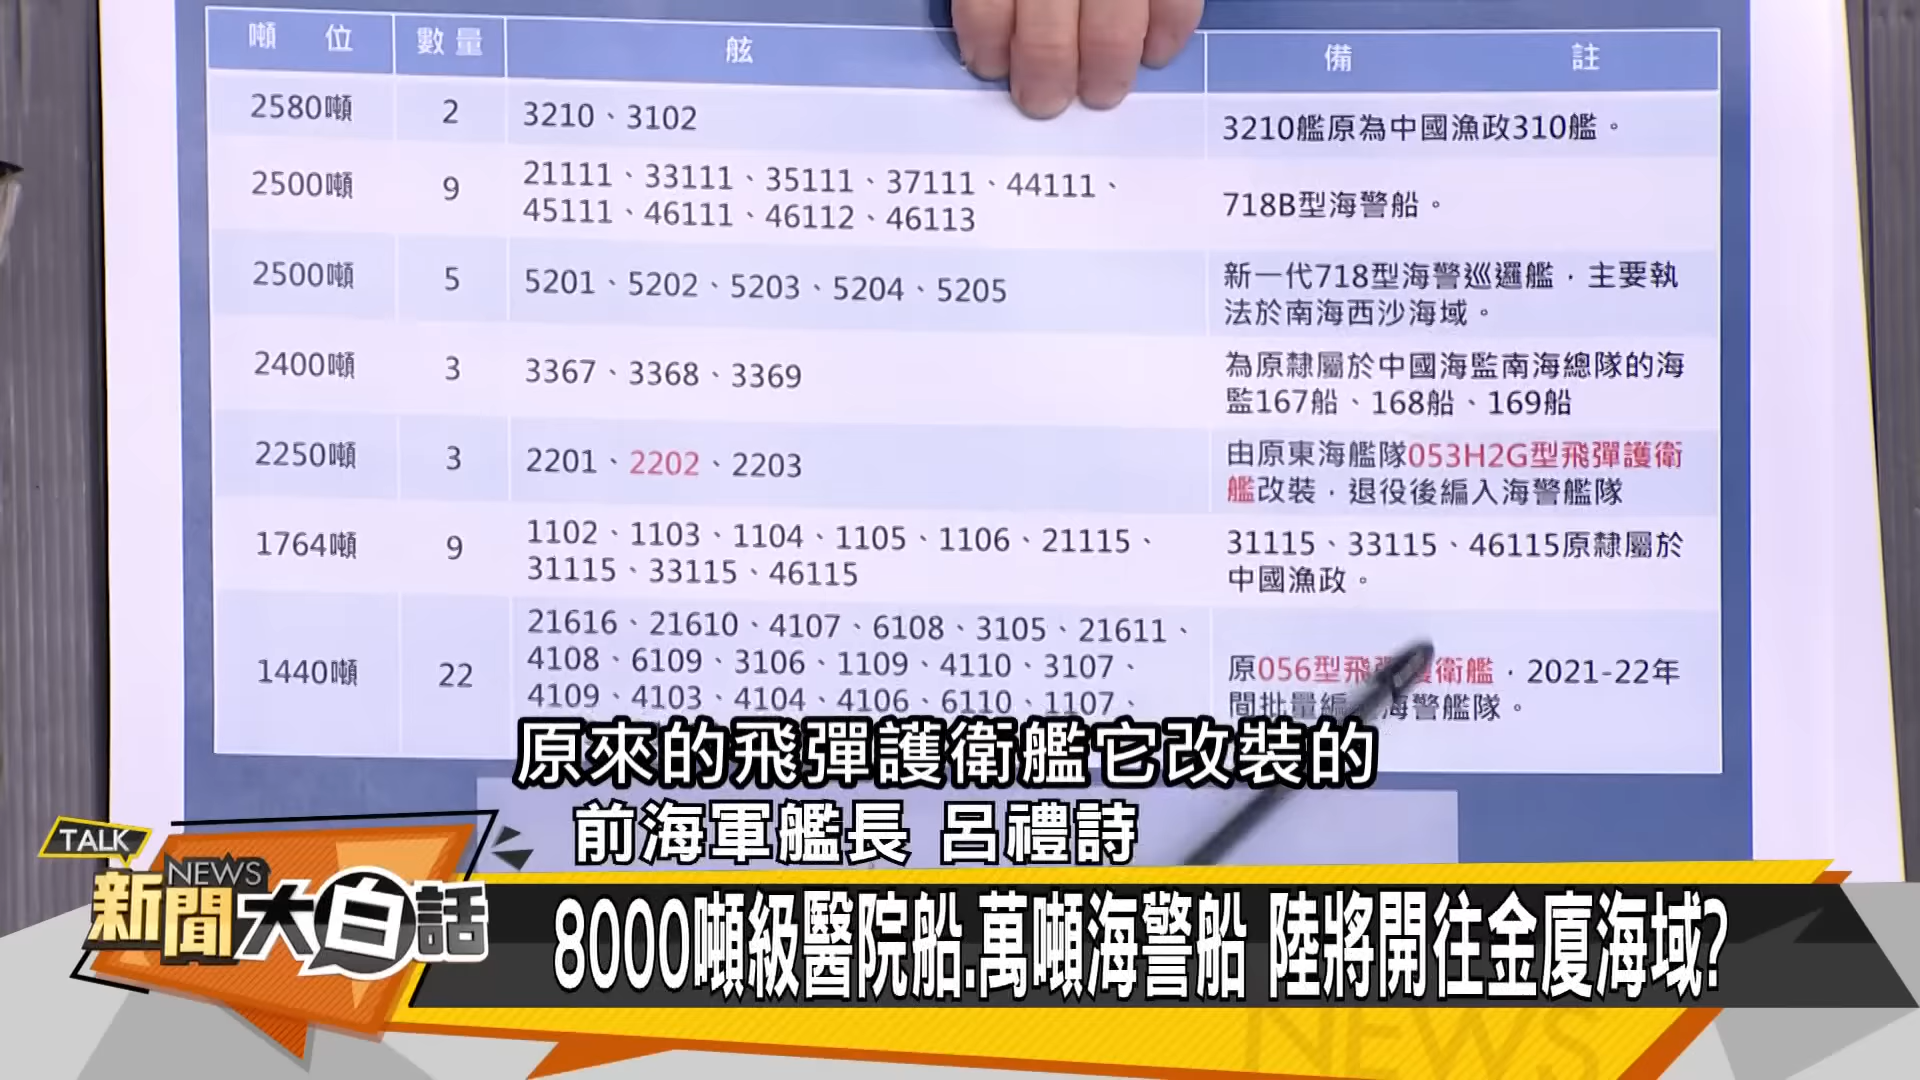 噸 位 數量 舷 備 註
2580噸 2 3210、3102 3210艦原為中國漁政310艦。
2500噸 9 21111、33111、35111、37111、44111、
45111、46111、46112、46113 718B型海警船。
2500噸 5 5201、5202、5203、5204、5205 新一代718型海警巡邏艦，主要執
法於南海西沙海域。
2400噸 3 3367、3368、3369 為原隸屬於中國海監南海總隊的海
監167船、168船、169船
2250噸 3 2201、2202、2203 由原東海艦隊053H2G型飛彈護衛
艦改裝，退役後編入海警艦隊
1764噸 9 1102、1103、1104、1105、1106、21115、
31115、33115、46115 31115、33115、46115原隸屬於
中國漁政。
1440噸 22 21616、21610、4107、6108、3105、21611、
4108、6109、3106、1109、4110、3107、
4109、4103、4104、4106、6110、1107、
原056型飛 衛艦，2021-22年
間批量編 海警艦隊。
原來的飛彈護衛艦它改裝的
前海軍艦長 呂禮詩
TALK
NEWS
新聞大白話
8000噸級醫院船.萬噸海警船 陸將開往金廈海域?
NEWS